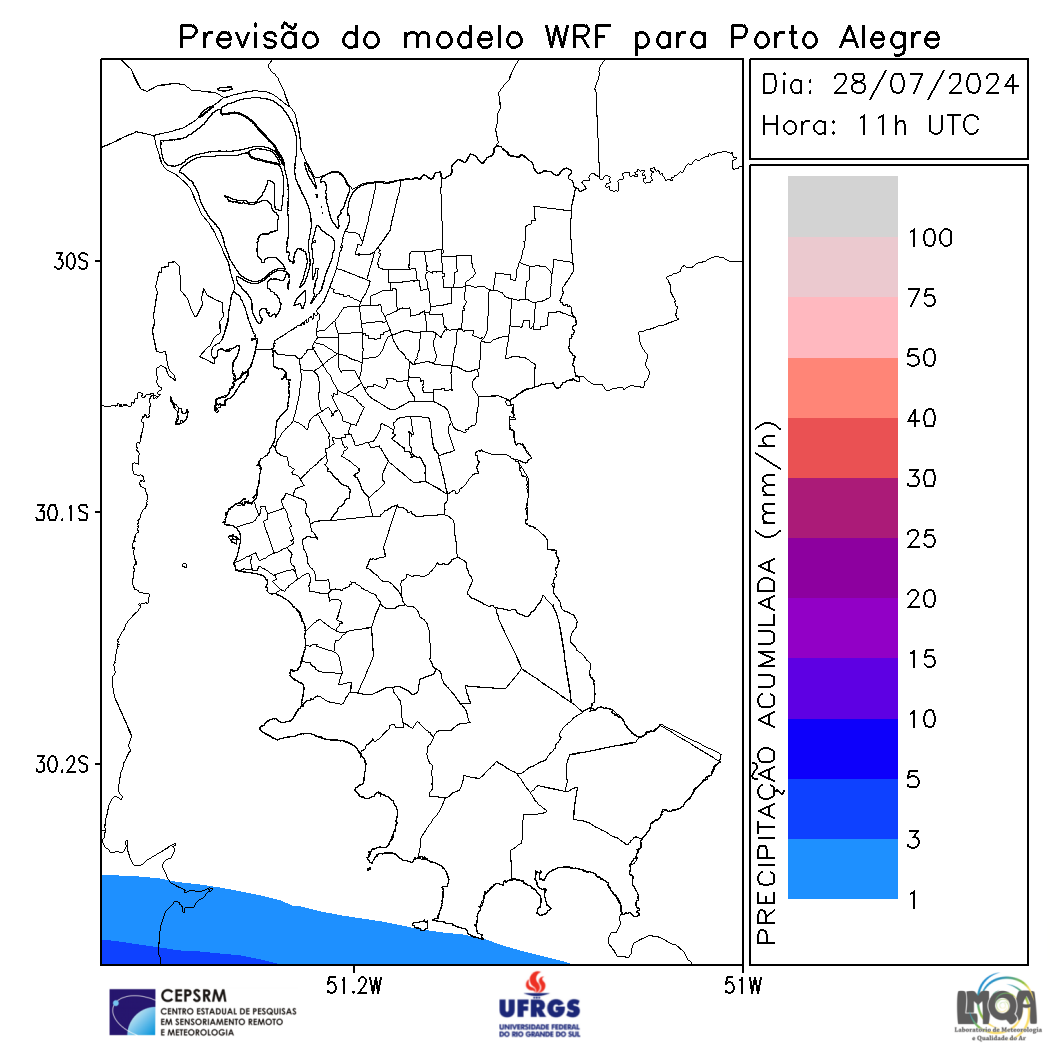 Previsão do modelo WRF para Porto Alegre
Dia: 28/07/2024
Hora: 11h UTC
30S
30.1S
30.2S
51.2W
51W
PRECIPITAÇÃO ACUMULADA (mm/h)
100
75
50
40
30
25
20
15
10
5
3
1
CEPSRM
CENTRO ESTADUAL DE PESQUISAS
EM SENSORIAMENTO REMOTO
E METEOROLOGIA
UFRGS
UNIVERSIDADE FEDERAL
DO RIO GRANDE DO SUL
LMQA
Laboratório de Meteorologia
e Qualidade do Ar